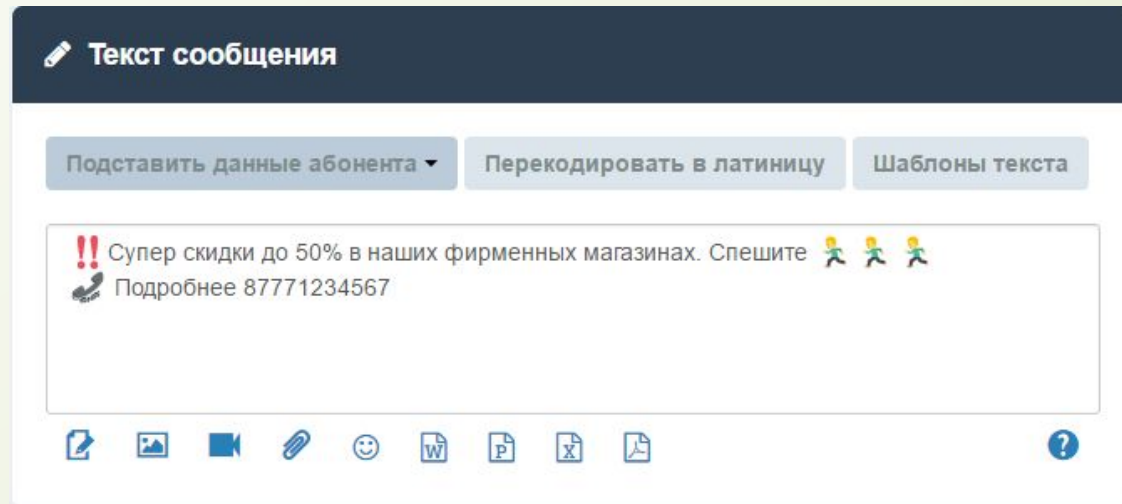 Текст сообщения
Подставить данные абонента Перекодировать в латиницу Шаблоны текста
‼ Супер скидки до 50% в наших фирменных магазинах. Спешите 🏃‍♂️ 🏃‍♂️ 🏃‍♂️
Подробнее 87771234567
W P X
?